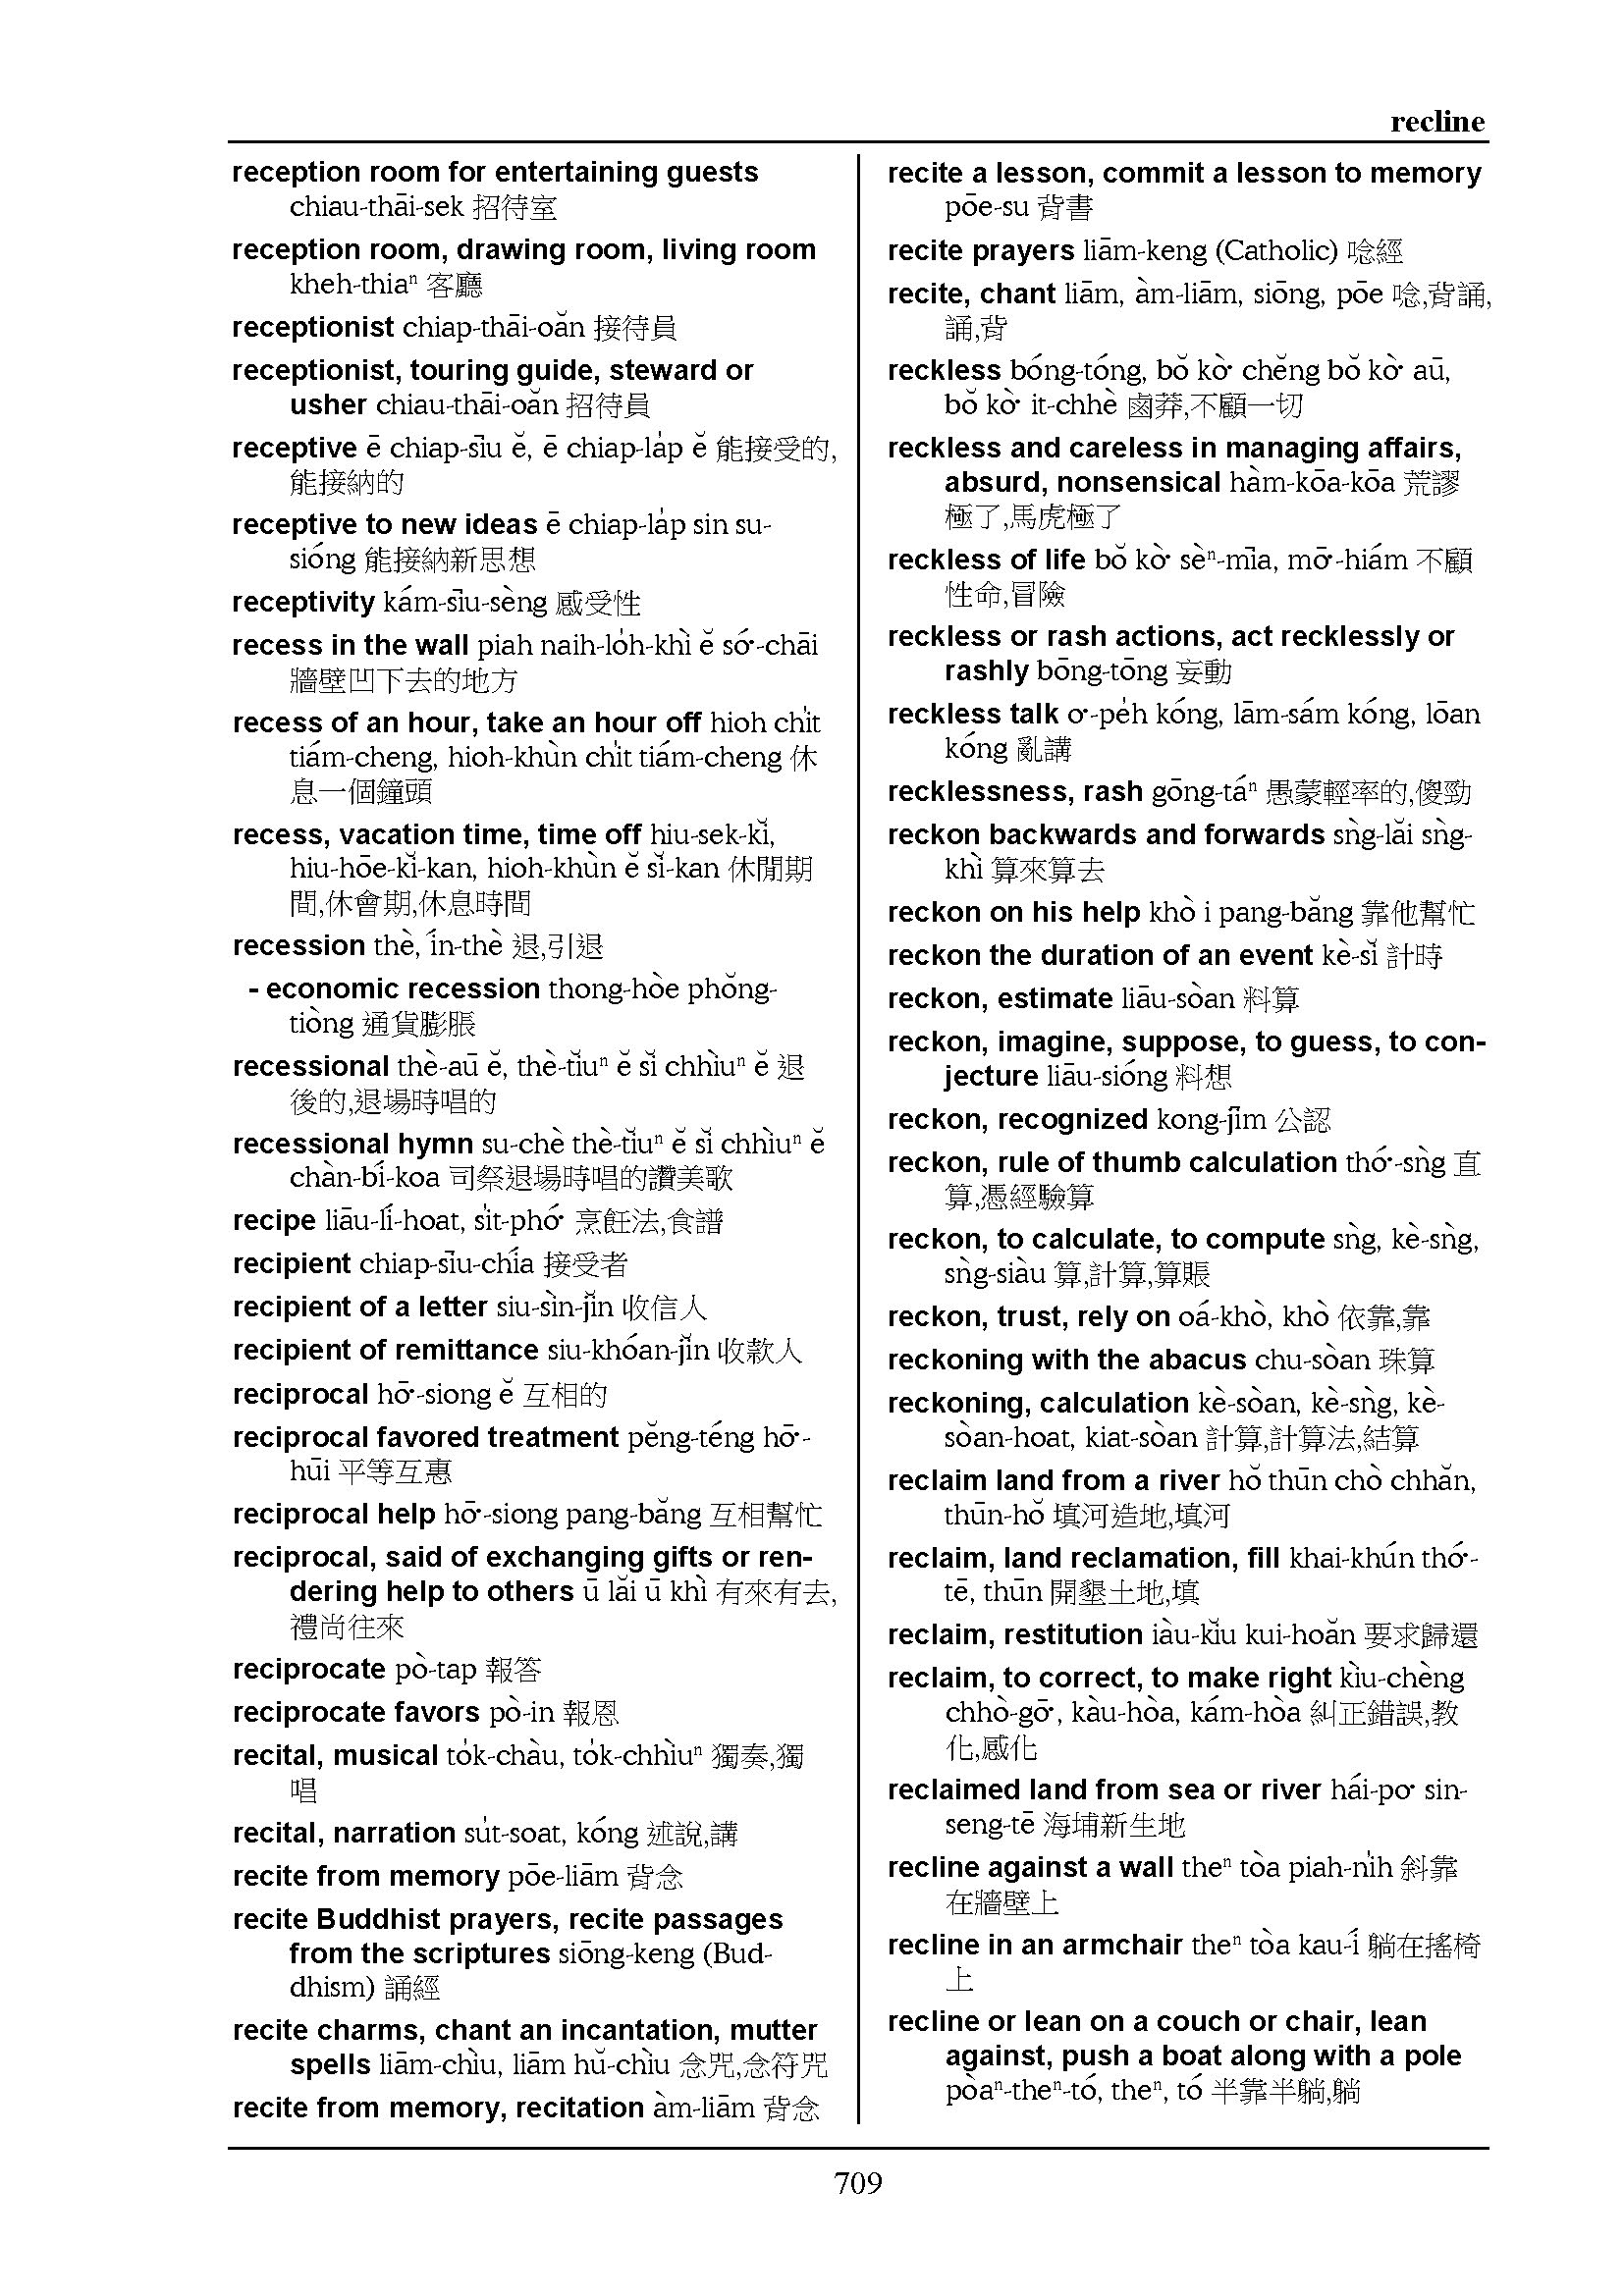 recline
reception room for entertaining guests
chiau-thāi-sek 招待室
reception room, drawing room, living room
kheh-thiaⁿ 客廳
receptionist chiap-thāi-oăn 接待員
receptionist, touring guide, steward or
usher chiau-thāi-oăn 招待員
receptive ē chiap-sīu ĕ, ē chiap-la̍p ĕ 能接受的,
能接納的
receptive to new ideas ē chiap-la̍p sin su-
sióng 能接納新思想
receptivity kám-sīu-sèng 感受性
recess in the wall piah naih-lo̍h-khì ĕ só͘-chāi
牆壁凹下去的地方
recess of an hour, take an hour off hioh chi̍t
tiám-cheng, hioh-khùn chi̍t tiám-cheng 休
息一個鐘頭
recess, vacation time, time off hiu-sek-kĭ,
hiu-hōe-kĭ-kan, hioh-khùn ĕ sĭ-kan 休閒期
間,休會期,休息時間
recession thè, ín-thè 退,引退
- economic recession thong-hòe phŏng-
tiòng 通貨膨脹
recessional thè-aū ĕ, thè-tĭuⁿ ĕ sĭ chhìuⁿ ĕ 退
後的,退場時唱的
recessional hymn su-chè thè-tĭuⁿ ĕ sĭ chhìuⁿ ĕ
chàn-bí-koa 司祭退場時唱的讚美歌
recipe liāu-lí-hoat, si̍t-phó͘ 烹飪法,食譜
recipient chiap-sīu-chía 接受者
recipient of a letter siu-sìn-jĭn 收信人
recipient of remittance siu-khóan-jĭn 收款人
reciprocal hō͘-siong ĕ 互相的
reciprocal favored treatment pĕng-téng hō͘-
hūi 平等互惠
reciprocal help hō͘-siong pang-băng 互相幫忙
reciprocal, said of exchanging gifts or ren-
dering help to others ū lăi ū khì 有來有去,
禮尚往來
reciprocate pò-tap 報答
reciprocate favors pò-in 報恩
recital, musical to̍k-chàu, to̍k-chhìuⁿ 獨奏,獨
唱
recital, narration su̍t-soat, kóng 述說,講
recite from memory pōe-liām 背念
recite Buddhist prayers, recite passages
from the scriptures siōng-keng (Bud-
dhism) 誦經
recite charms, chant an incantation, mutter
spells liām-chìu, liām hŭ-chìu 念咒,念符咒
recite from memory, recitation àm-liām 背念
recite a lesson, commit a lesson to memory
pōe-su 背書
recite prayers liām-keng (Catholic) 唸經
recite, chant liām, àm-liām, siōng, pōe 唸,背誦,
誦,背
reckless bóng-tóng, bŏ kò͘ chĕng bŏ kò͘ aū,
bŏ kò͘ it-chhè 鹵莽,不顧一切
reckless and careless in managing affairs,
absurd, nonsensical hàm-kōa-kōa 荒謬
極了,馬虎極了
reckless of life bŏ kò͘ sèⁿ-mīa, mō͘-hiám 不顧
性命,冒險
reckless or rash actions, act recklessly or
rashly bōng-tōng 妄動
reckless talk o͘-pe̍h kóng, lām-sám kóng, lōan
kóng 亂講
recklessness, rash gōng-táⁿ 愚蒙輕率的,傻勁
reckon backwards and forwards sǹg-lăi sǹg-
khì 算來算去
reckon on his help khò i pang-băng 靠他幫忙
reckon the duration of an event kè-sĭ 計時
reckon, estimate liāu-sòan 料算
reckon, imagine, suppose, to guess, to con-
jecture liāu-sióng 料想
reckon, recognized kong-jīm 公認
reckon, rule of thumb calculation thó͘-sǹg 直
算,憑經驗算
reckon, to calculate, to compute sǹg, kè-sǹg,
sǹg-siàu 算,計算,算賬
reckon, trust, rely on oá-khò, khò 依靠,靠
reckoning with the abacus chu-sòan 珠算
reckoning, calculation kè-sòan, kè-sǹg, kè-
sòan-hoat, kiat-sòan 計算,計算法,結算
reclaim land from a river hŏ thūn chò chhăn,
thūn-hŏ 填河造地,填河
reclaim, land reclamation, fill khai-khún thó͘-
tē, thūn 開墾土地,填
reclaim, restitution iàu-kĭu kui-hoăn 要求歸還
reclaim, to correct, to make right kìu-chèng
chhò-gō͘, kàu-hòa, kám-hòa 糾正錯誤,教
化,感化
reclaimed land from sea or river hái-po͘ sin-
seng-tē 海埔新生地
recline against a wall theⁿ tòa piah-ni̍h 斜靠
在牆壁上
recline in an armchair theⁿ tòa kau-í 躺在搖椅
上
recline or lean on a couch or chair, lean
against, push a boat along with a pole
pòaⁿ-theⁿ-tó, theⁿ, tó 半靠半躺,躺
709